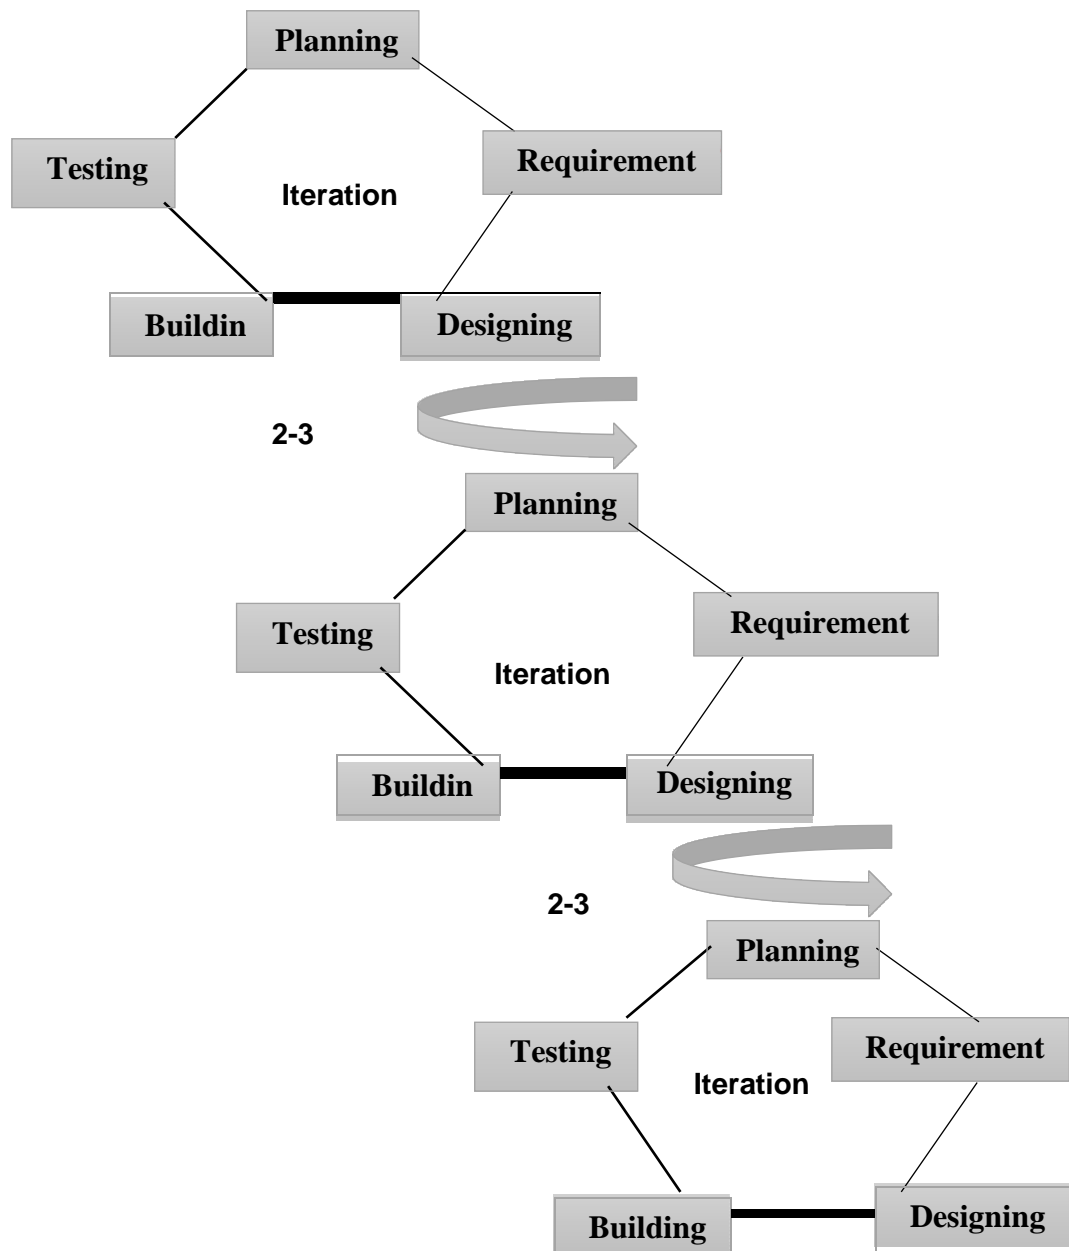 Planning
Testing
Requirement
Iteration
Buildin
Designing
2-3
Planning
Testing
Requirement
Iteration
Buildin
Designing
2-3
Planning
Testing
Requirement
Iteration
Building
Designing